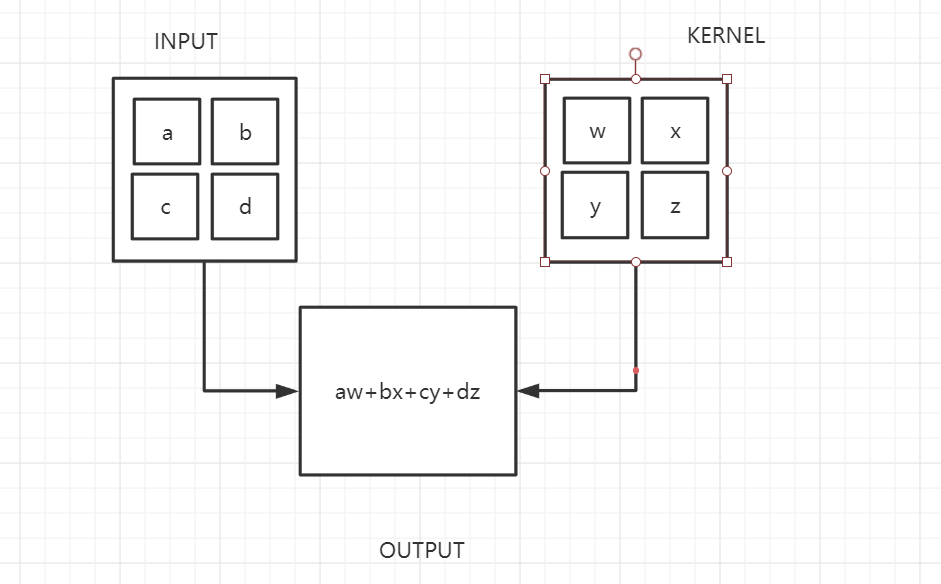 INPUT
KERNEL
a b
w x
c d
y z
aw+bx+cy+dz
OUTPUT